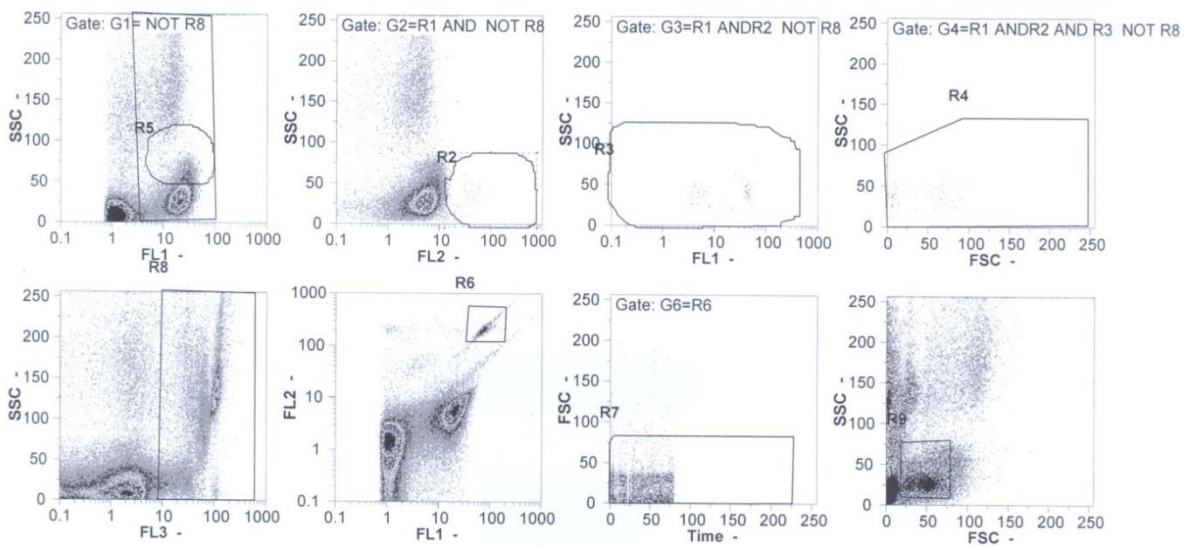 Gate: G1= NOT R8
250
200
150
100
50
0
SSC -
R5
0.1 1 10 100 1000
FL1 -
Gate: G2=R1 AND NOT R8
250
200
150
100
50
0
SSC -
R2
0.1 1 10 100 1000
FL2 -
Gate: G3=R1 ANDR2 NOT R8
250
200
150
100
50
0
SSC -
R3
0.1 1 10 100 1000
FL1 -
Gate: G4=R1 ANDR2 AND R3 NOT R8
250
200
150
100
50
0
SSC -
R4
0 50 100 150 200 250
FSC -
R8
250
200
150
100
50
0
SSC -
0.1 1 10 100 1000
FL3 -
R6
1000
100
10
1
0.1
FL2 -
0.1 1 10 100 1000
FL1 -
Gate: G6=R6
250
200
150
100
50
0
FSC -
R7
0 50 100 150 200 250
Time -
250
200
150
100
50
0
SSC -
R9
0 50 100 150 200 250
FSC -